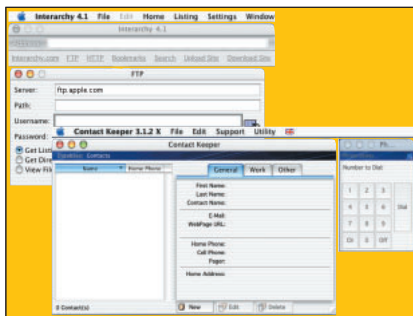 Interarchy 4.1 File Edit Home Listing Settings Window
Interarchy 4.1
Interarchy.com FTP HTTP Bookmarks Search Upload Site Download Site
FTP
Server: ftp.apple.com
Path:
Username:
Password:
Get List
Get Dire
View File
Contact Keeper 3.1.2 X File Edit Support Utility
Contact Keeper
Contacts
Name Home Phone
General Work Other
First Name:
Last Name:
Contact Name:
E-Mail:
WebPage URL:
Home Phone:
Cell-Phone:
Pager:
Home Address:
0 Contact(s)
New Edit Delete
Ph
Number to Dial
1 2 3
4 5 6 Dial
7 8 9
0 Off